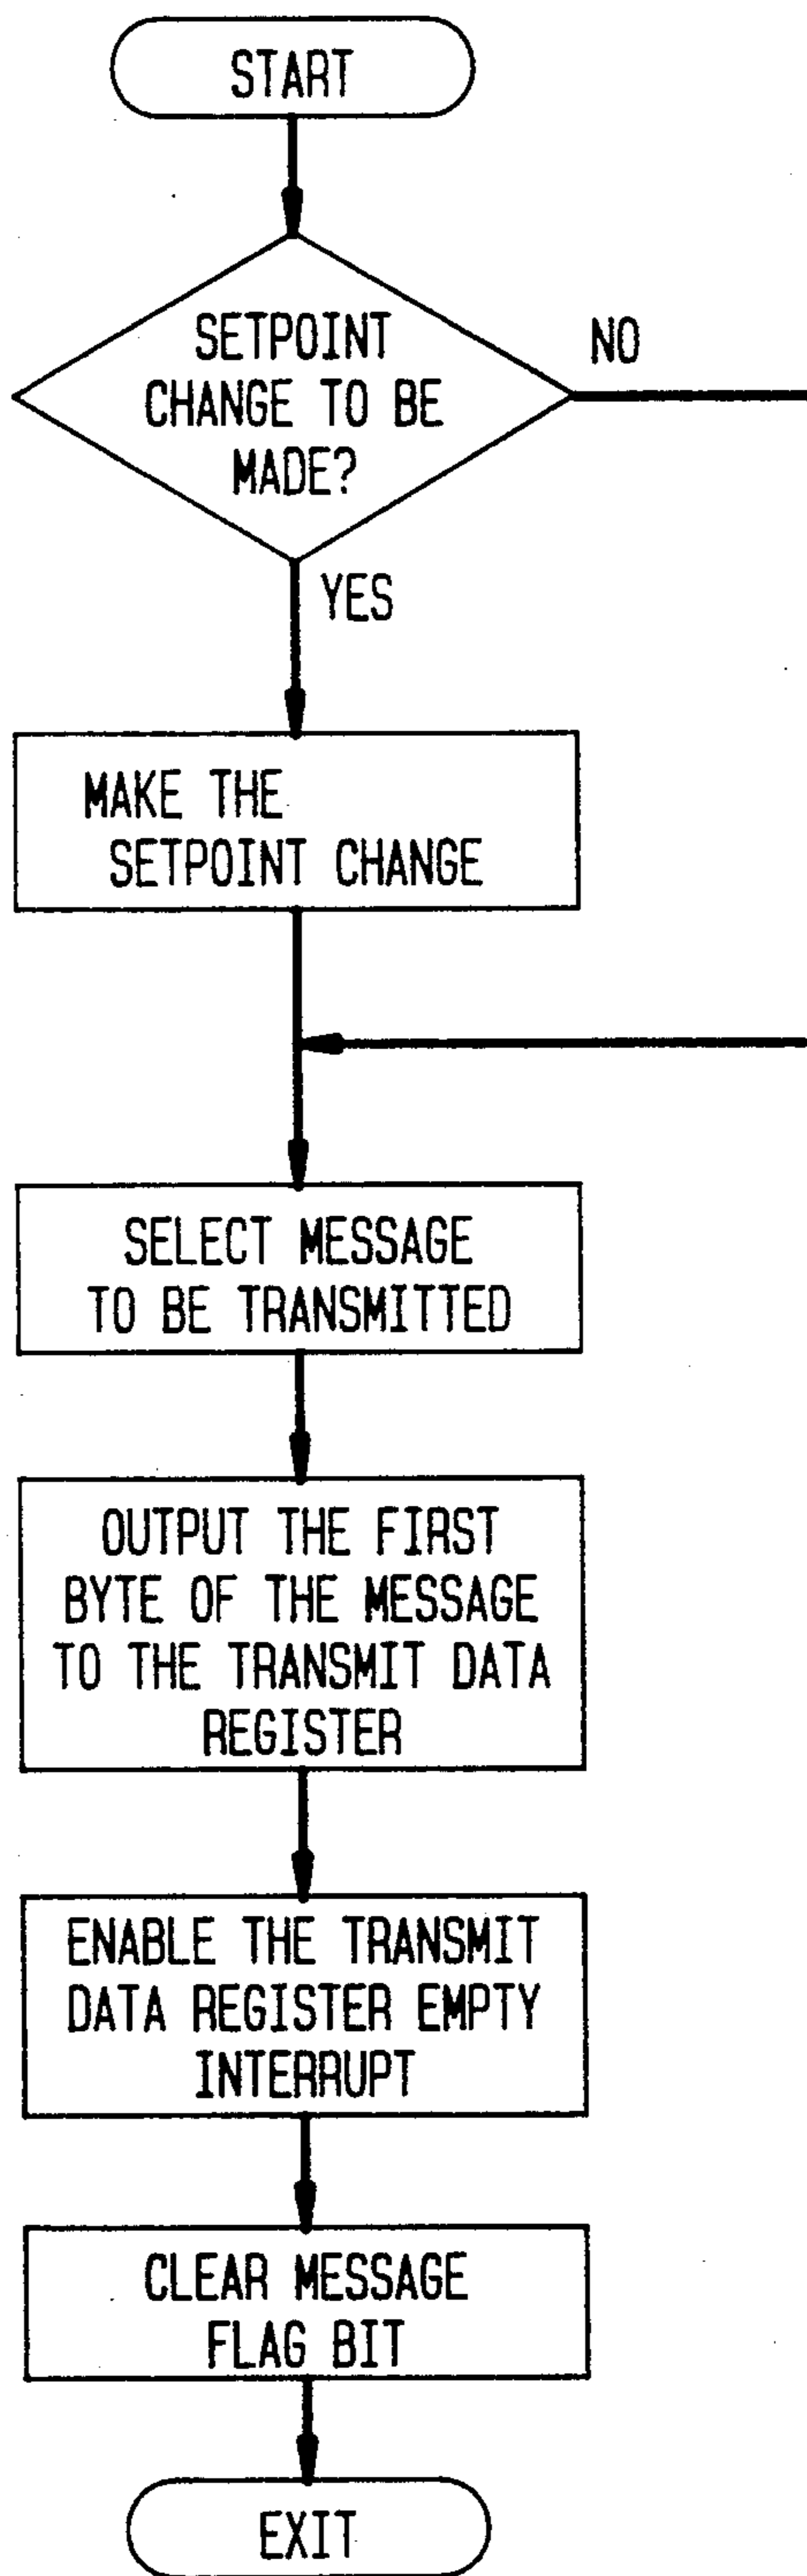 START
SETPOINT
CHANGE TO BE
MADE?
NO
YES
MAKE THE
SETPOINT CHANGE
SELECT MESSAGE
TO BE TRANSMITTED
OUTPUT THE FIRST
BYTE OF THE MESSAGE
TO THE TRANSMIT DATA
REGISTER
ENABLE THE TRANSMIT
DATA REGISTER EMPTY
INTERRUPT
CLEAR MESSAGE
FLAG BIT
EXIT